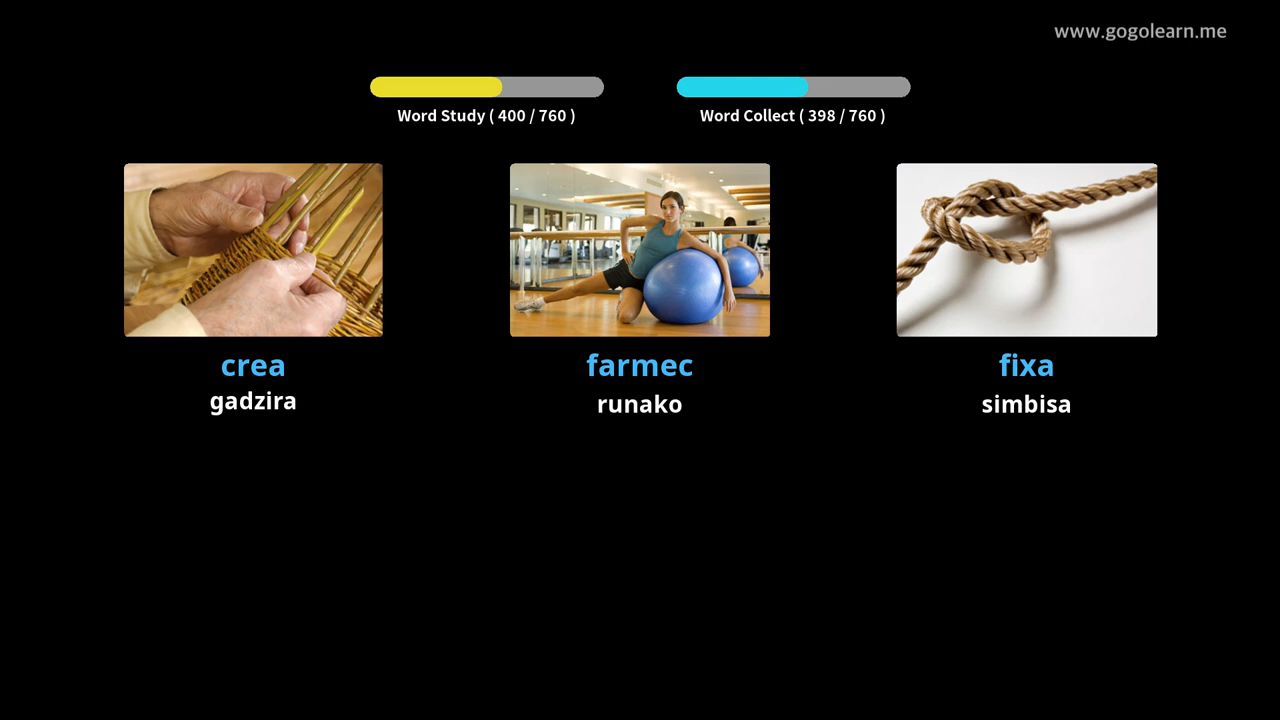 www.gogolearn.me
Word Study ( 400 / 760 )
Word Collect ( 398 / 760 )
crea
gadzira
farmec
runako
fixa
simbisa